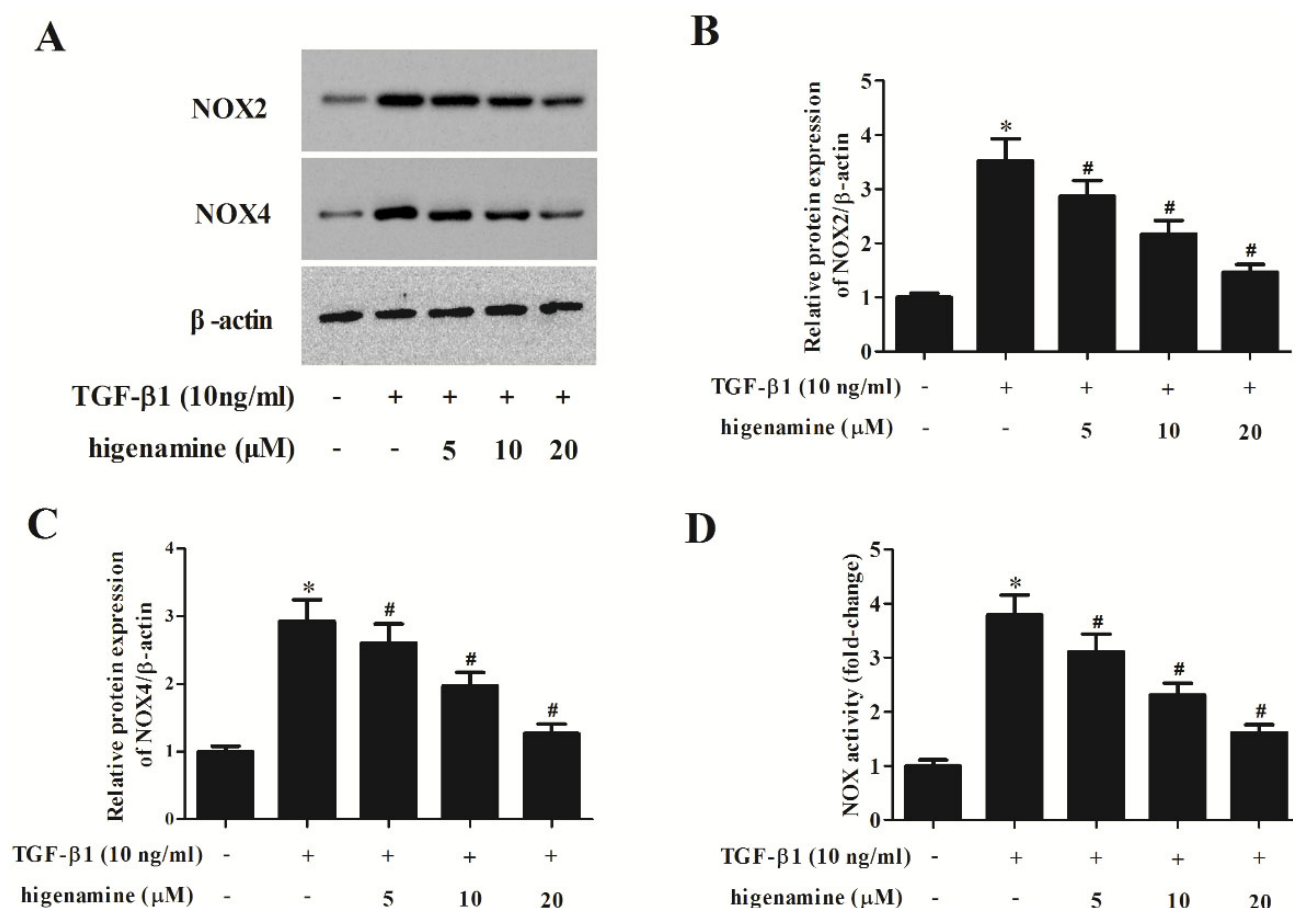 A
NOX2
NOX4
β -actin
TGF-β1 (10ng/ml) - + + + +
higenamine (μM) - - 5 10 20
B
Relative protein expression
of NOX2/β-actin
5
4
3
2
1
0
*
#
#
#
TGF-β1 (10 ng/ml) - + + + +
higenamine (μM) - - 5 10 20
C
Relative protein expression
of NOX4/β-actin
4
3
2
1
0
*
#
#
#
TGF-β1 (10 ng/ml) - + + + +
higenamine (μM) - - 5 10 20
D
NOX activity (fold-change)
5
4
3
2
1
0
*
#
#
#
TGF-β1 (10 ng/ml) - + + + +
higenamine (μM) - - 5 10 20